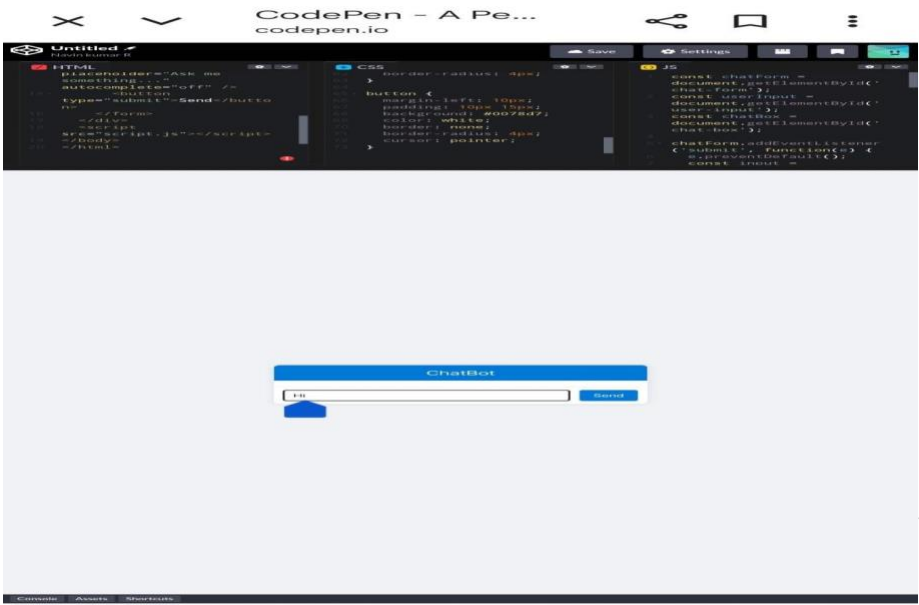 CodePen - A Pe...
codepen.io
Untitled
Navin kumar R
Save
Settings
HTML
placeholder="Ask me
something..."
autocomplete="off" />
<button
type="submit">Send</butto
n>
</form>
</div>
<script
src="script.js"></script>
</body>
</html>
CSS
border-radius: 4px;
}
button {
margin-left: 10px;
padding: 10px 15px;
background: #0078d7;
color: white;
border: none;
border-radius: 4px;
cursor: pointer;
}
JS
const chatForm =
document.getElementById('
chat-form');
const userInput =
document.getElementById('
user-input');
const chatBox =
document.getElementById('
chat-box');
chatForm.addEventListener
('submit', function(e) {
e.preventDefault();
const input =
ChatBot
Hi
Send
Console Assets Shortcuts